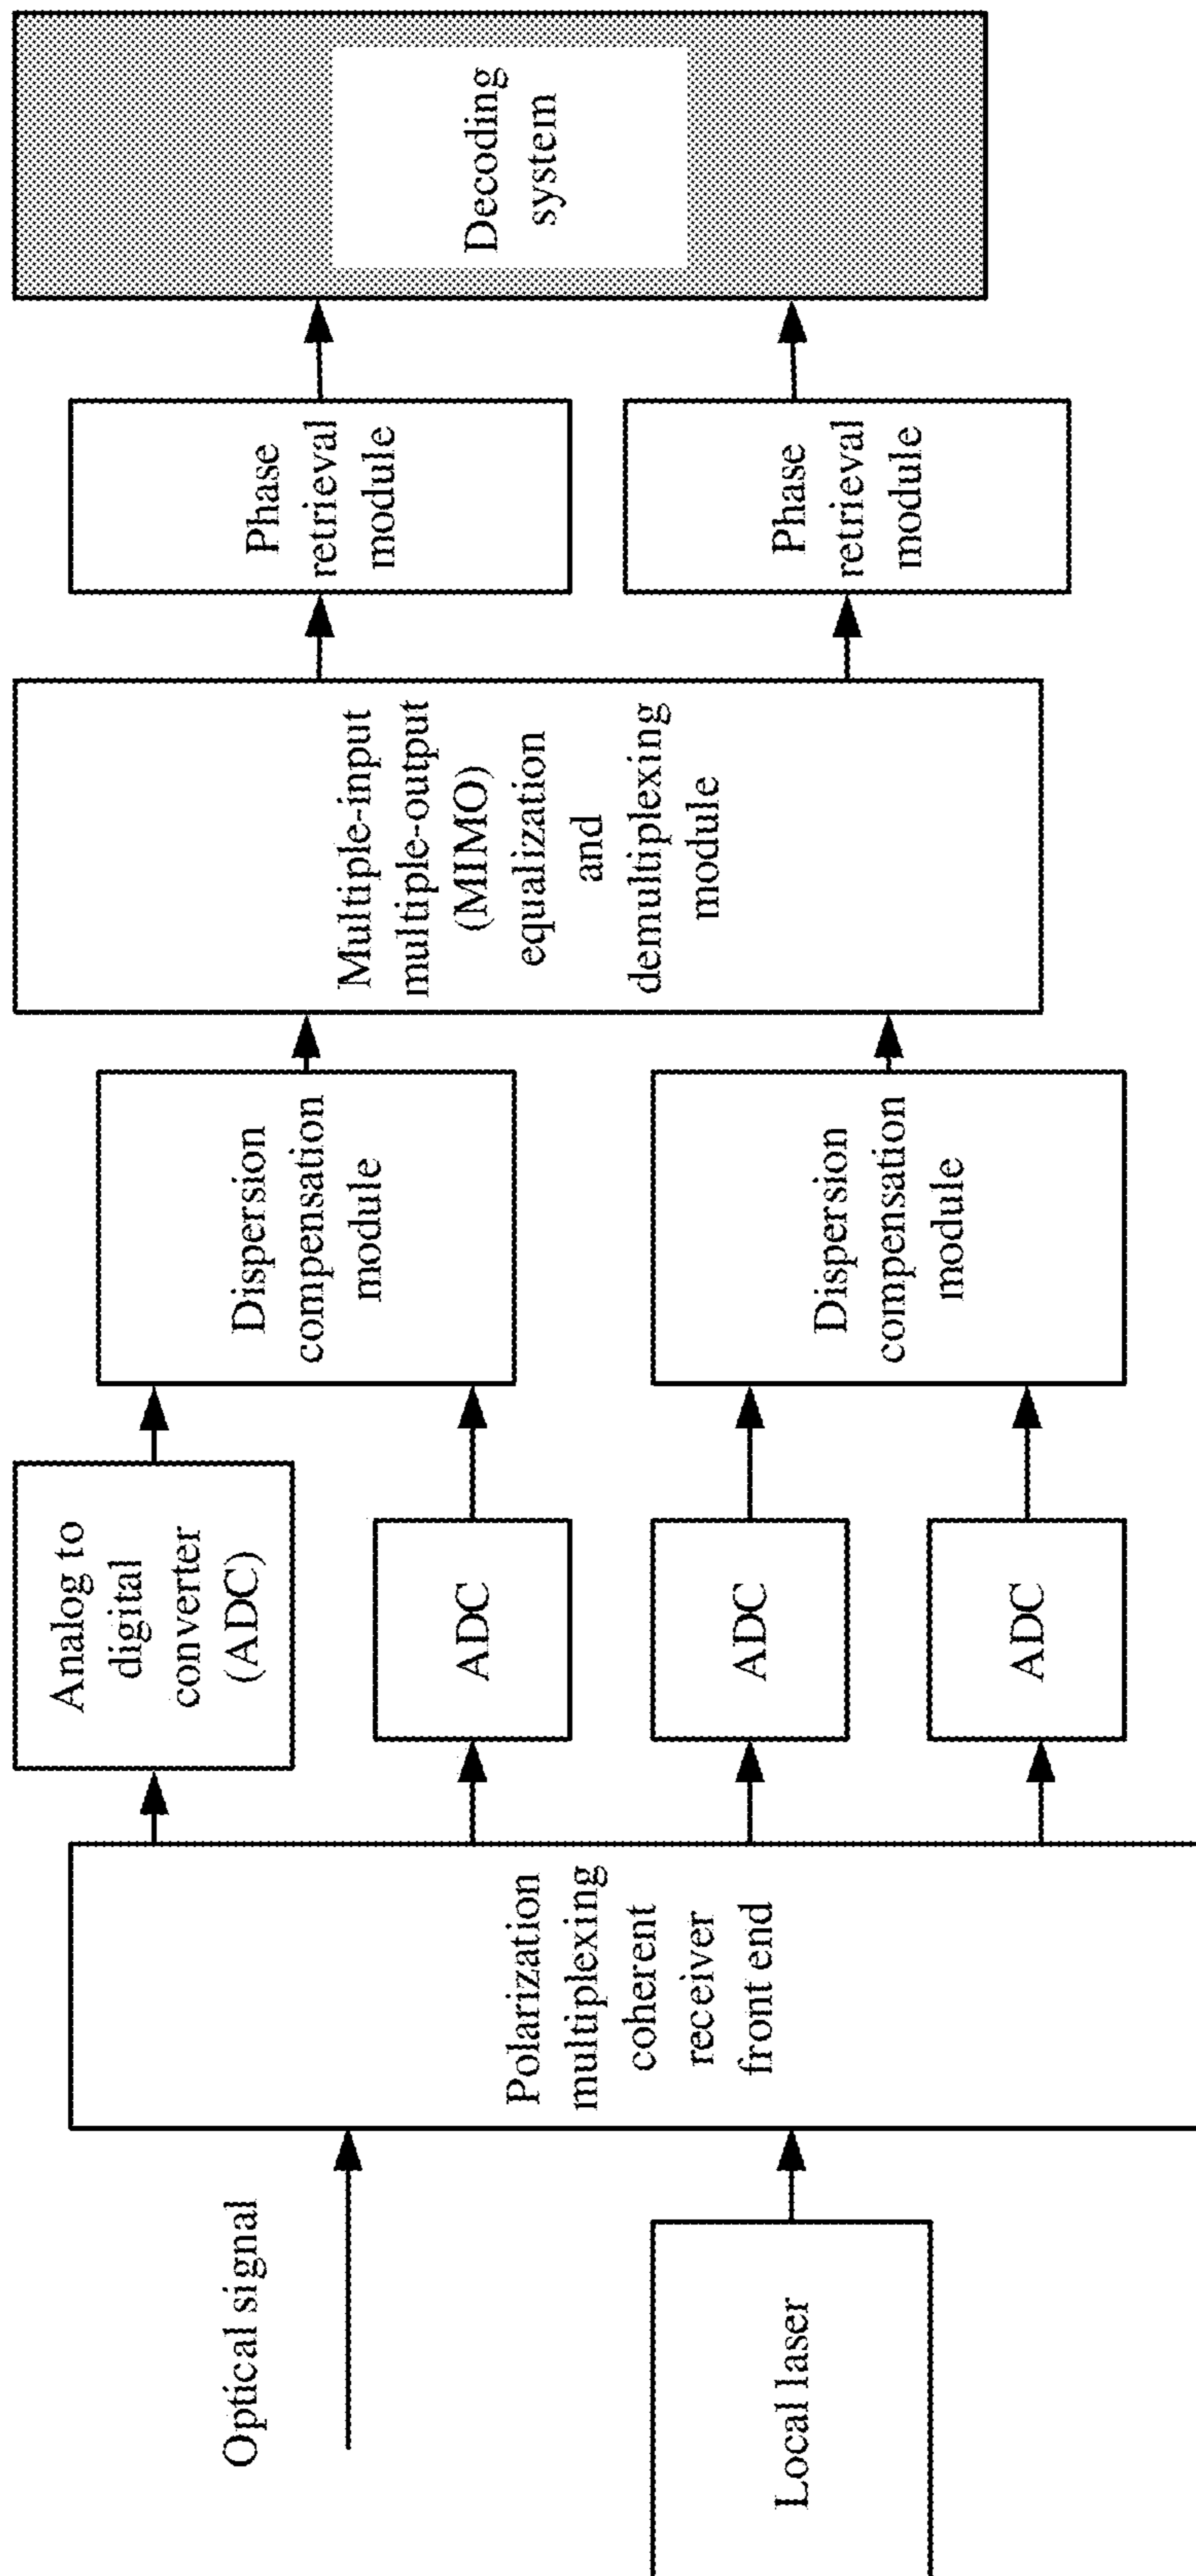 Optical signal
Local laser
Polarization
multiplexing
coherent
receiver
front end
Analog to
digital
converter
(ADC)
ADC
ADC
ADC
Dispersion
compensation
module
Dispersion
compensation
module
Multiple-input
multiple-output
(MIMO)
equalization
and
demultiplexing
module
Phase
retrieval
module
Phase
retrieval
module
Decoding
system